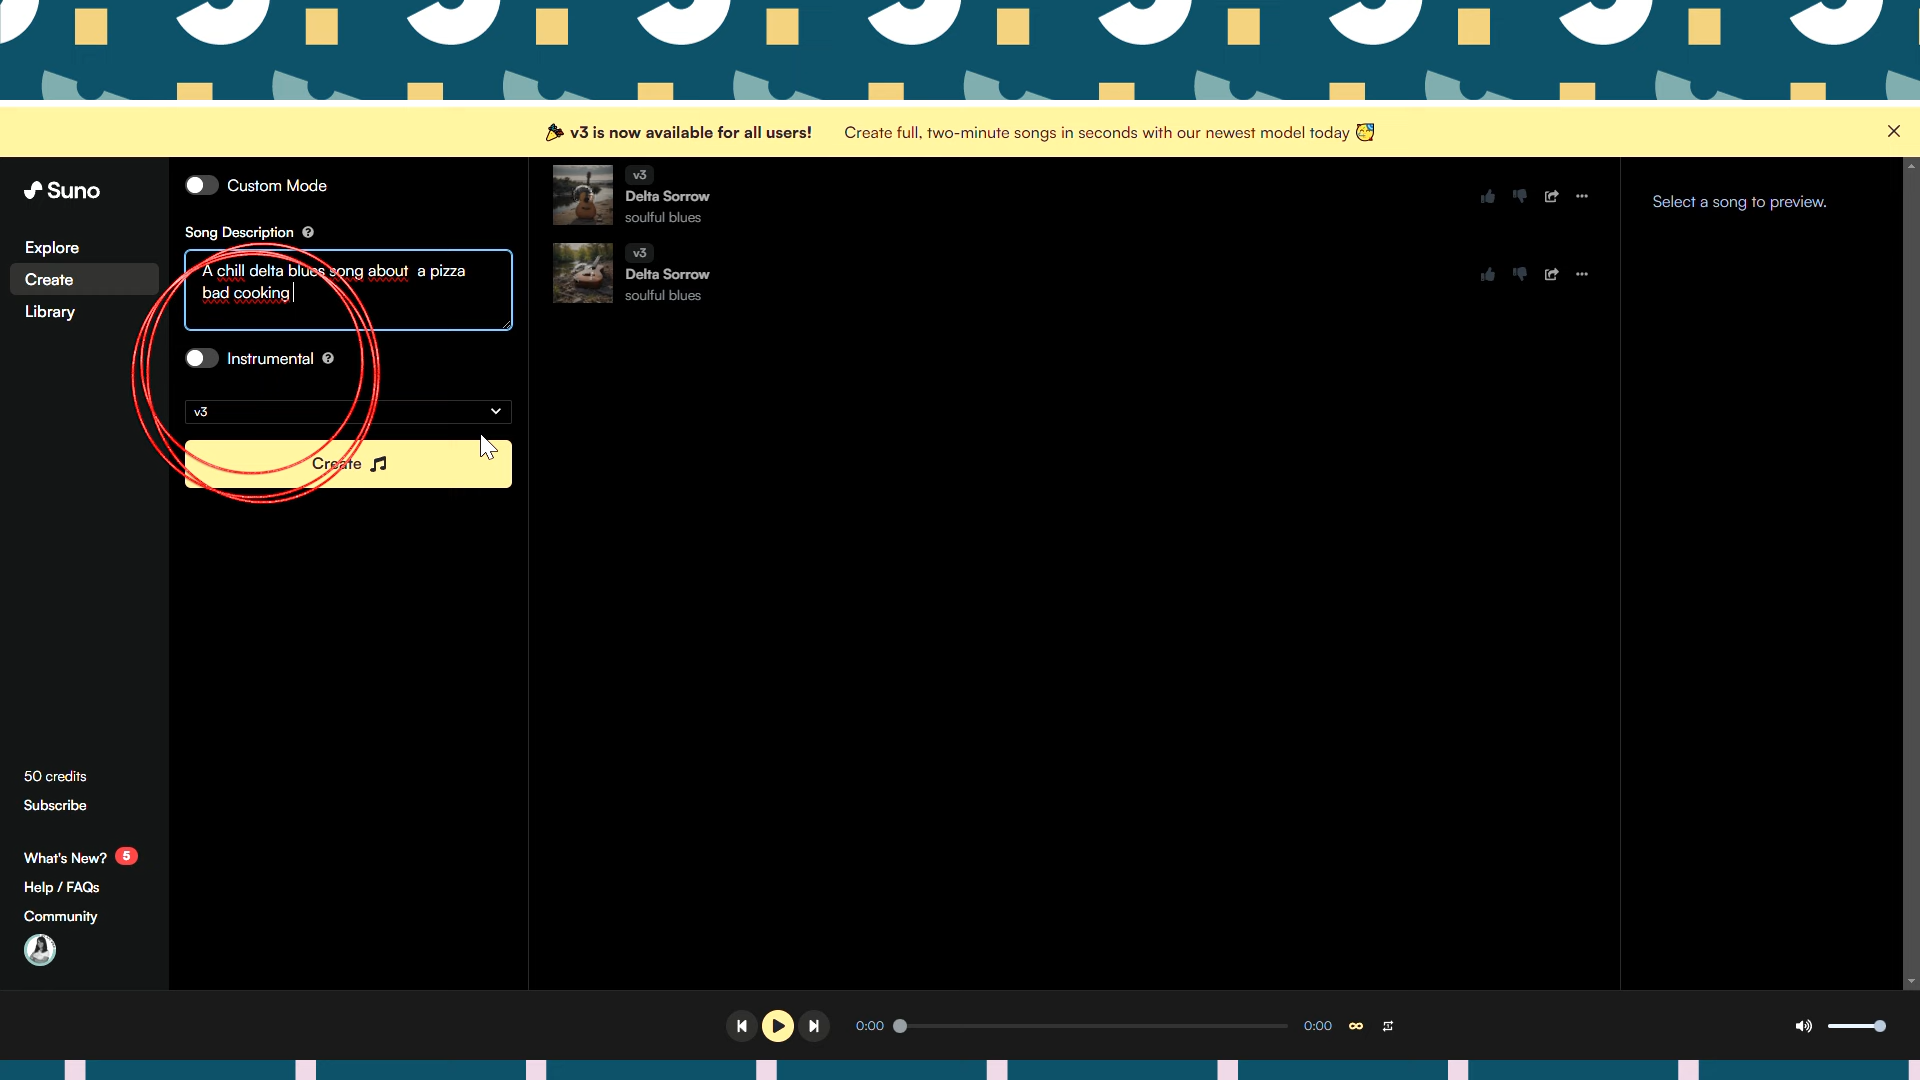 v3 is now available for all users! Create full, two-minute songs in seconds with our newest model today
Suno
Explore
Create
Library
50 credits
Subscribe
What's New? 5
Help / FAQs
Community
Custom Mode
Song Description
A chill delta blues song about  a pizza
bad cooking
Instrumental
v3
Create
v3
Delta Sorrow
soulful blues
v3
Delta Sorrow
soulful blues
Select a song to preview.
0:00 0:00